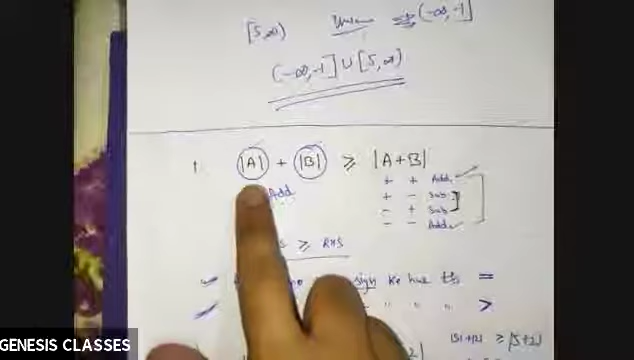 [5, ∞) Union (-∞, -1]
(-∞, -1] ∪ [5, ∞)
1. |A| + |B| ≥ |A + B|
+ + Add
Add + - Sub
- + Sub
- - Add
≥ RHS
sign ke hue to =
" " " >
|5|+|2| ≥ |5+2|
GENESIS CLASSES